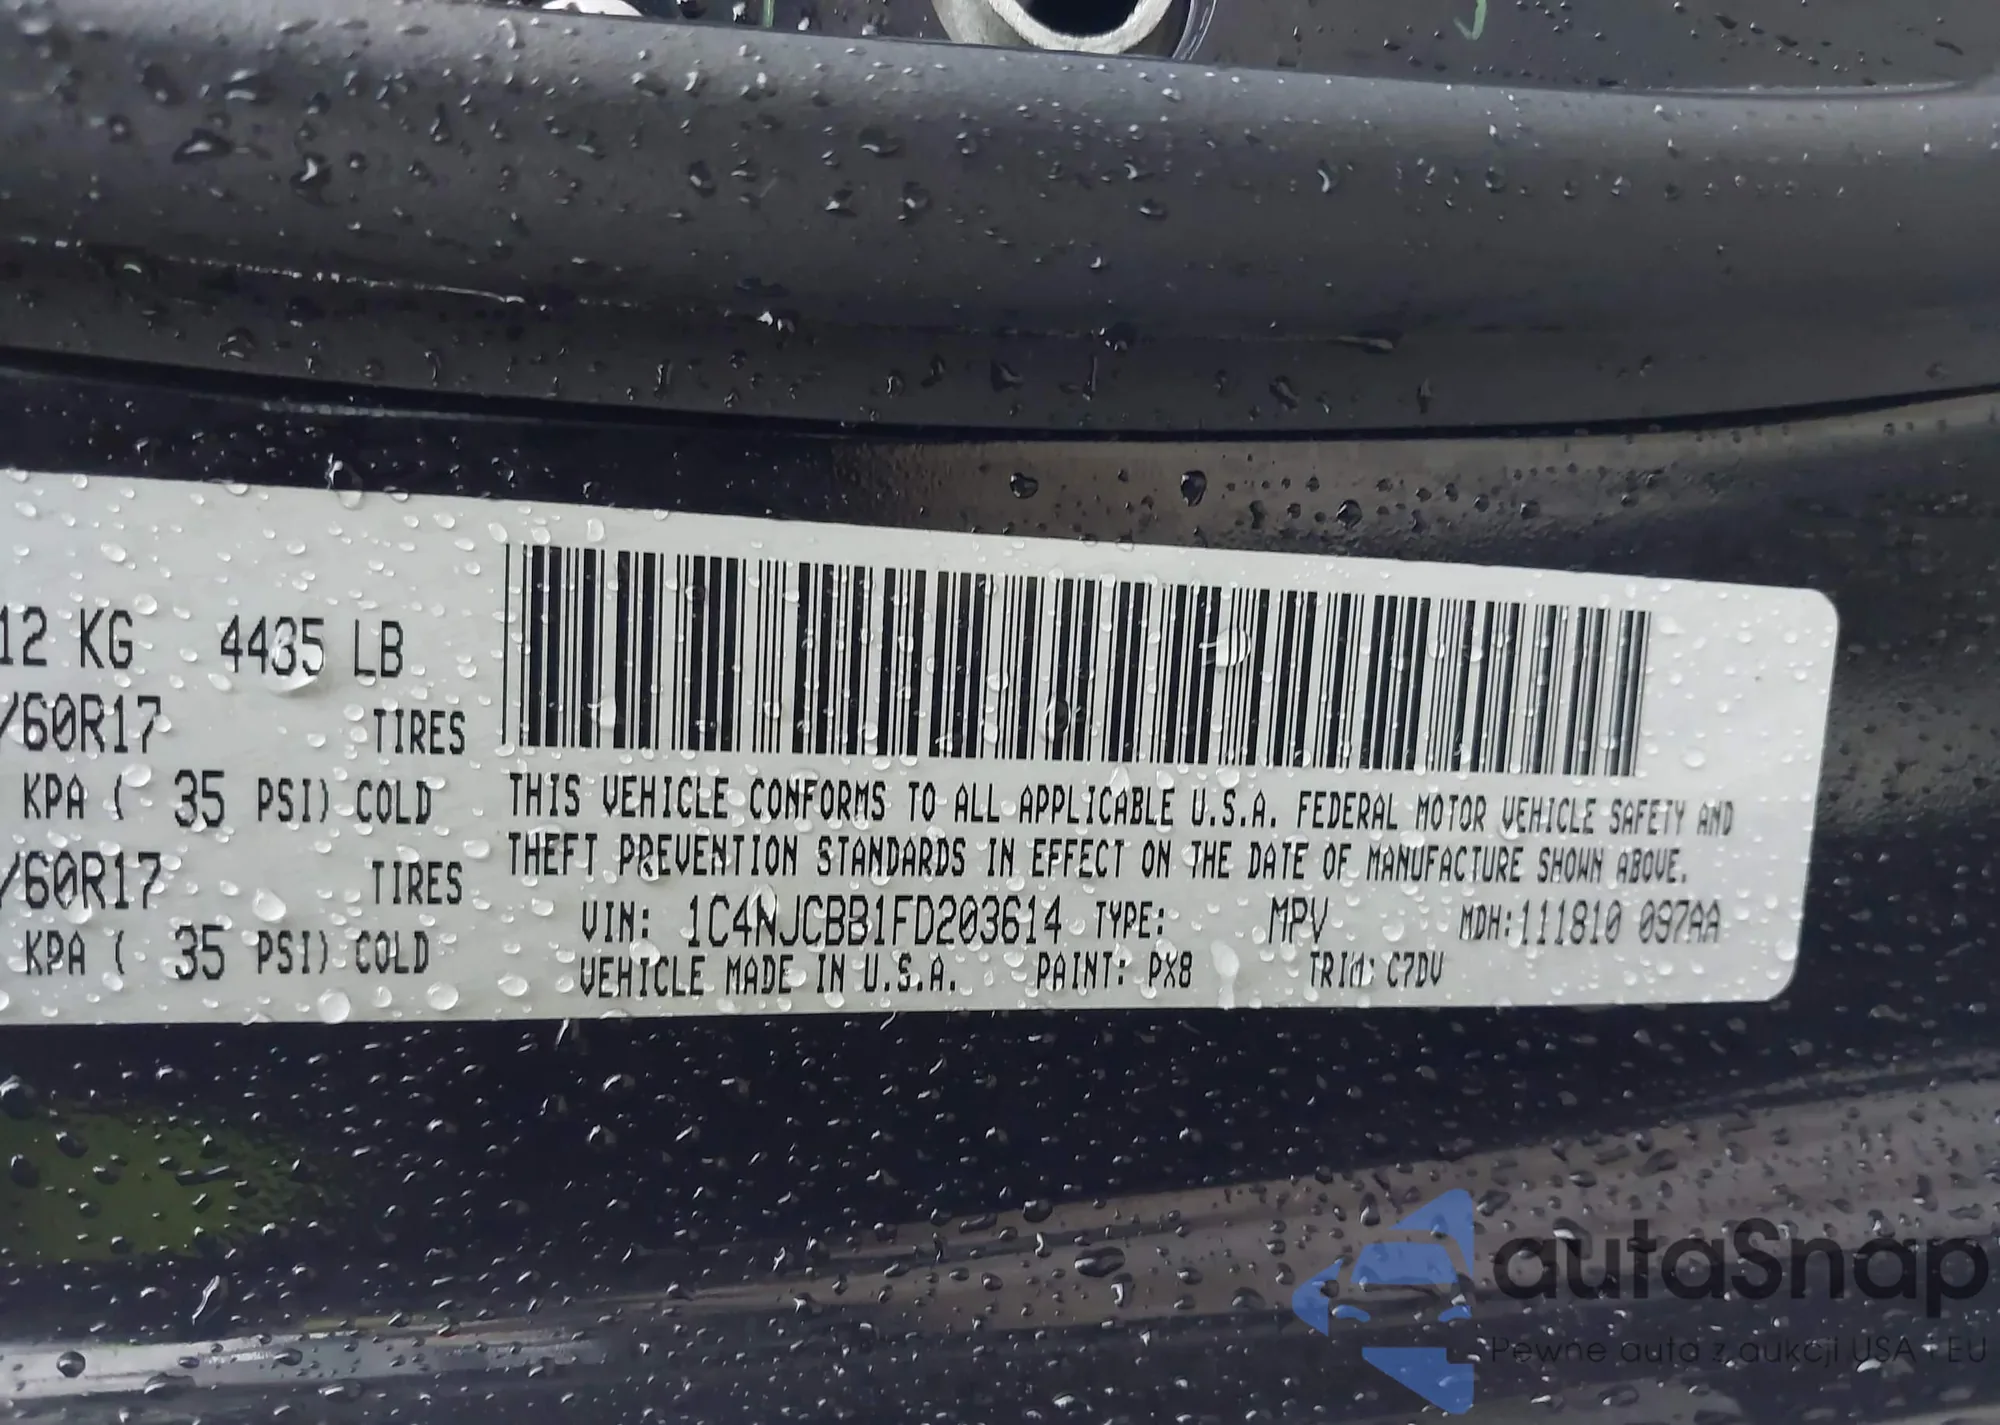 12 KG 4435 LB
/60R17 TIRES
KPA ( 35 PSI) COLD
/60R17 TIRES
KPA ( 35 PSI) COLD
THIS VEHICLE CONFORMS TO ALL APPLICABLE U.S.A. FEDERAL MOTOR VEHICLE SAFETY AND
THEFT PREVENTION STANDARDS IN EFFECT ON THE DATE OF MANUFACTURE SHOWN ABOVE.
VIN: 1C4NJCBB1FD203614 TYPE: MPV MDH:111810 097AA
VEHICLE MADE IN U.S.A. PAINT: PX8 TRIM: C7DV
autaSnap
Pewne auta z aukcji USA i EU